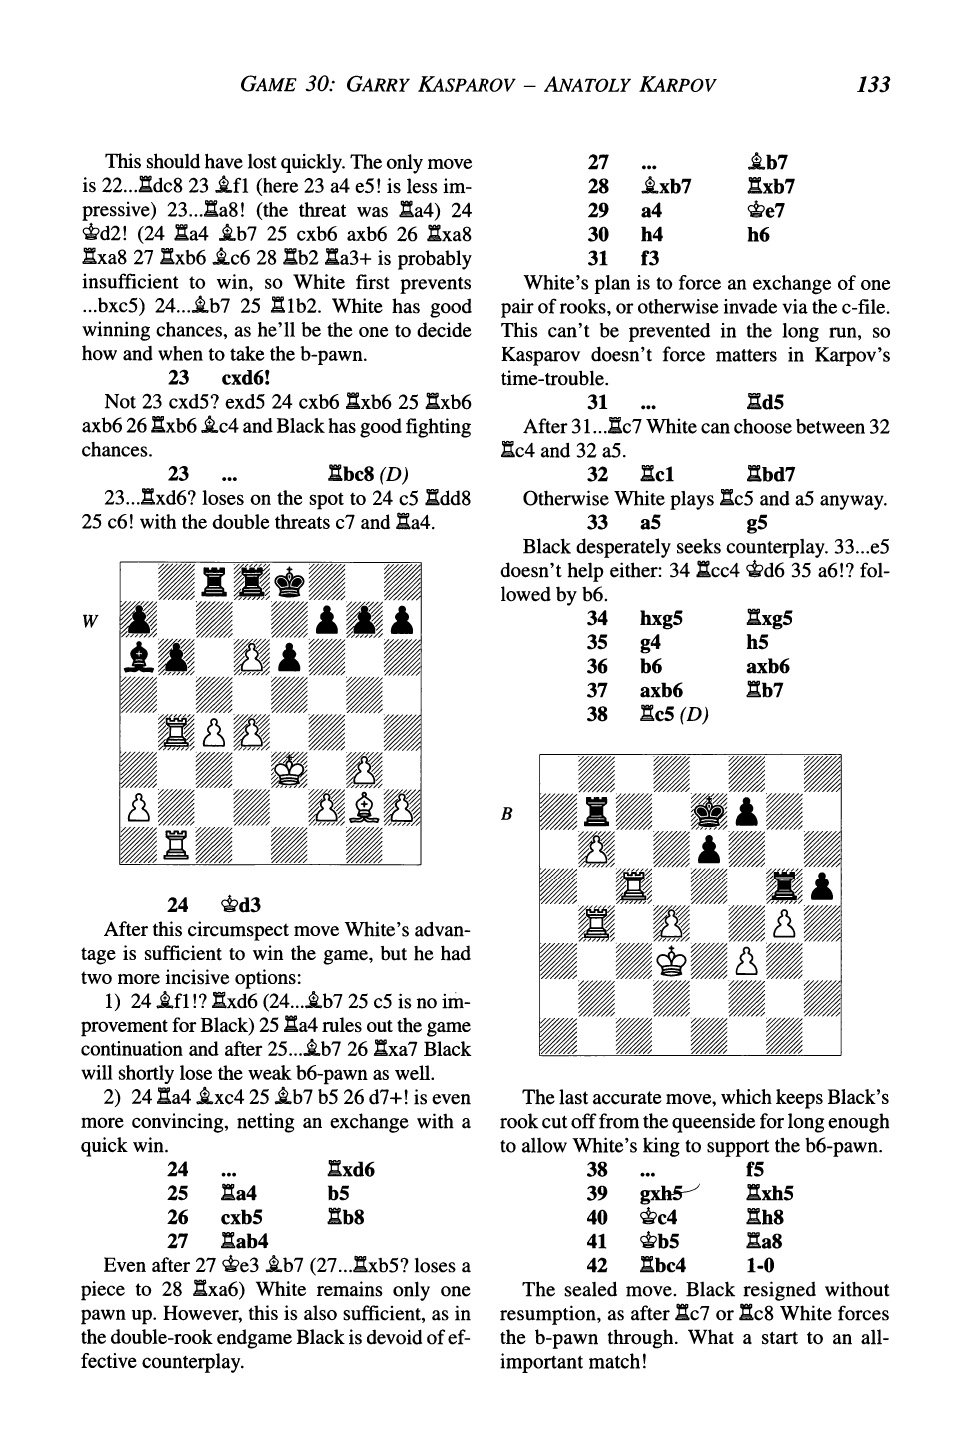 GAME 30: GARRY KASPAROV – ANATOLY KARPOV 133
This should have lost quickly. The only move
is 22...♖dc8 23 ♗f1 (here 23 a4 e5! is less im-
pressive) 23...♖a8! (the threat was ♖a4) 24
♔d2! (24 ♖a4 ♗b7 25 cxb6 axb6 26 ♖xa8
♖xa8 27 ♖xb6 ♗c6 28 ♖b2 ♖a3+ is probably
insufficient to win, so White first prevents
...bxc5) 24...♗b7 25 ♖1b2. White has good
winning chances, as he'll be the one to decide
how and when to take the b-pawn.
23 cxd6!
Not 23 cxd5? exd5 24 cxb6 ♖xb6 25 ♖xb6
axb6 26 ♖xb6 ♗c4 and Black has good fighting
chances.
23 ... ♖bc8 (D)
23...♖xd6? loses on the spot to 24 c5 ♖dd8
25 c6! with the double threats c7 and ♖a4.
W
24 ♔d3
After this circumspect move White's advan-
tage is sufficient to win the game, but he had
two more incisive options:
1) 24 ♗f1!? ♖xd6 (24...♗b7 25 c5 is no im-
provement for Black) 25 ♖a4 rules out the game
continuation and after 25...♗b7 26 ♖xa7 Black
will shortly lose the weak b6-pawn as well.
2) 24 ♖a4 ♗xc4 25 ♗b7 b5 26 d7+! is even
more convincing, netting an exchange with a
quick win.
24 ... ♖xd6
25 ♖a4 b5
26 cxb5 ♖b8
27 ♖ab4
Even after 27 ♔e3 ♗b7 (27...♖xb5? loses a
piece to 28 ♖xa6) White remains only one
pawn up. However, this is also sufficient, as in
the double-rook endgame Black is devoid of ef-
fective counterplay.
27 ... ♗b7
28 ♗xb7 ♖xb7
29 a4 ♔e7
30 h4 h6
31 f3
White's plan is to force an exchange of one
pair of rooks, or otherwise invade via the c-file.
This can't be prevented in the long run, so
Kasparov doesn't force matters in Karpov's
time-trouble.
31 ... ♖d5
After 31...♖c7 White can choose between 32
♖c4 and 32 a5.
32 ♖c1 ♖bd7
Otherwise White plays ♖c5 and a5 anyway.
33 a5 g5
Black desperately seeks counterplay. 33...e5
doesn't help either: 34 ♖cc4 ♔d6 35 a6!? fol-
lowed by b6.
34 hxg5 ♖xg5
35 g4 h5
36 b6 axb6
37 axb6 ♖b7
38 ♖c5 (D)
B
The last accurate move, which keeps Black's
rook cut off from the queenside for long enough
to allow White's king to support the b6-pawn.
38 ... f5
39 gxh5 ♖xh5
40 ♔c4 ♖h8
41 ♔b5 ♖a8
42 ♖bc4 1-0
The sealed move. Black resigned without
resumption, as after ♖c7 or ♖c8 White forces
the b-pawn through. What a start to an all-
important match!